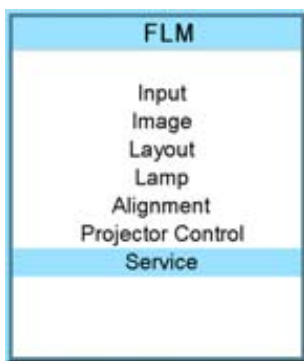 FLM
Input
Image
Layout
Lamp
Alignment
Projector Control
Service